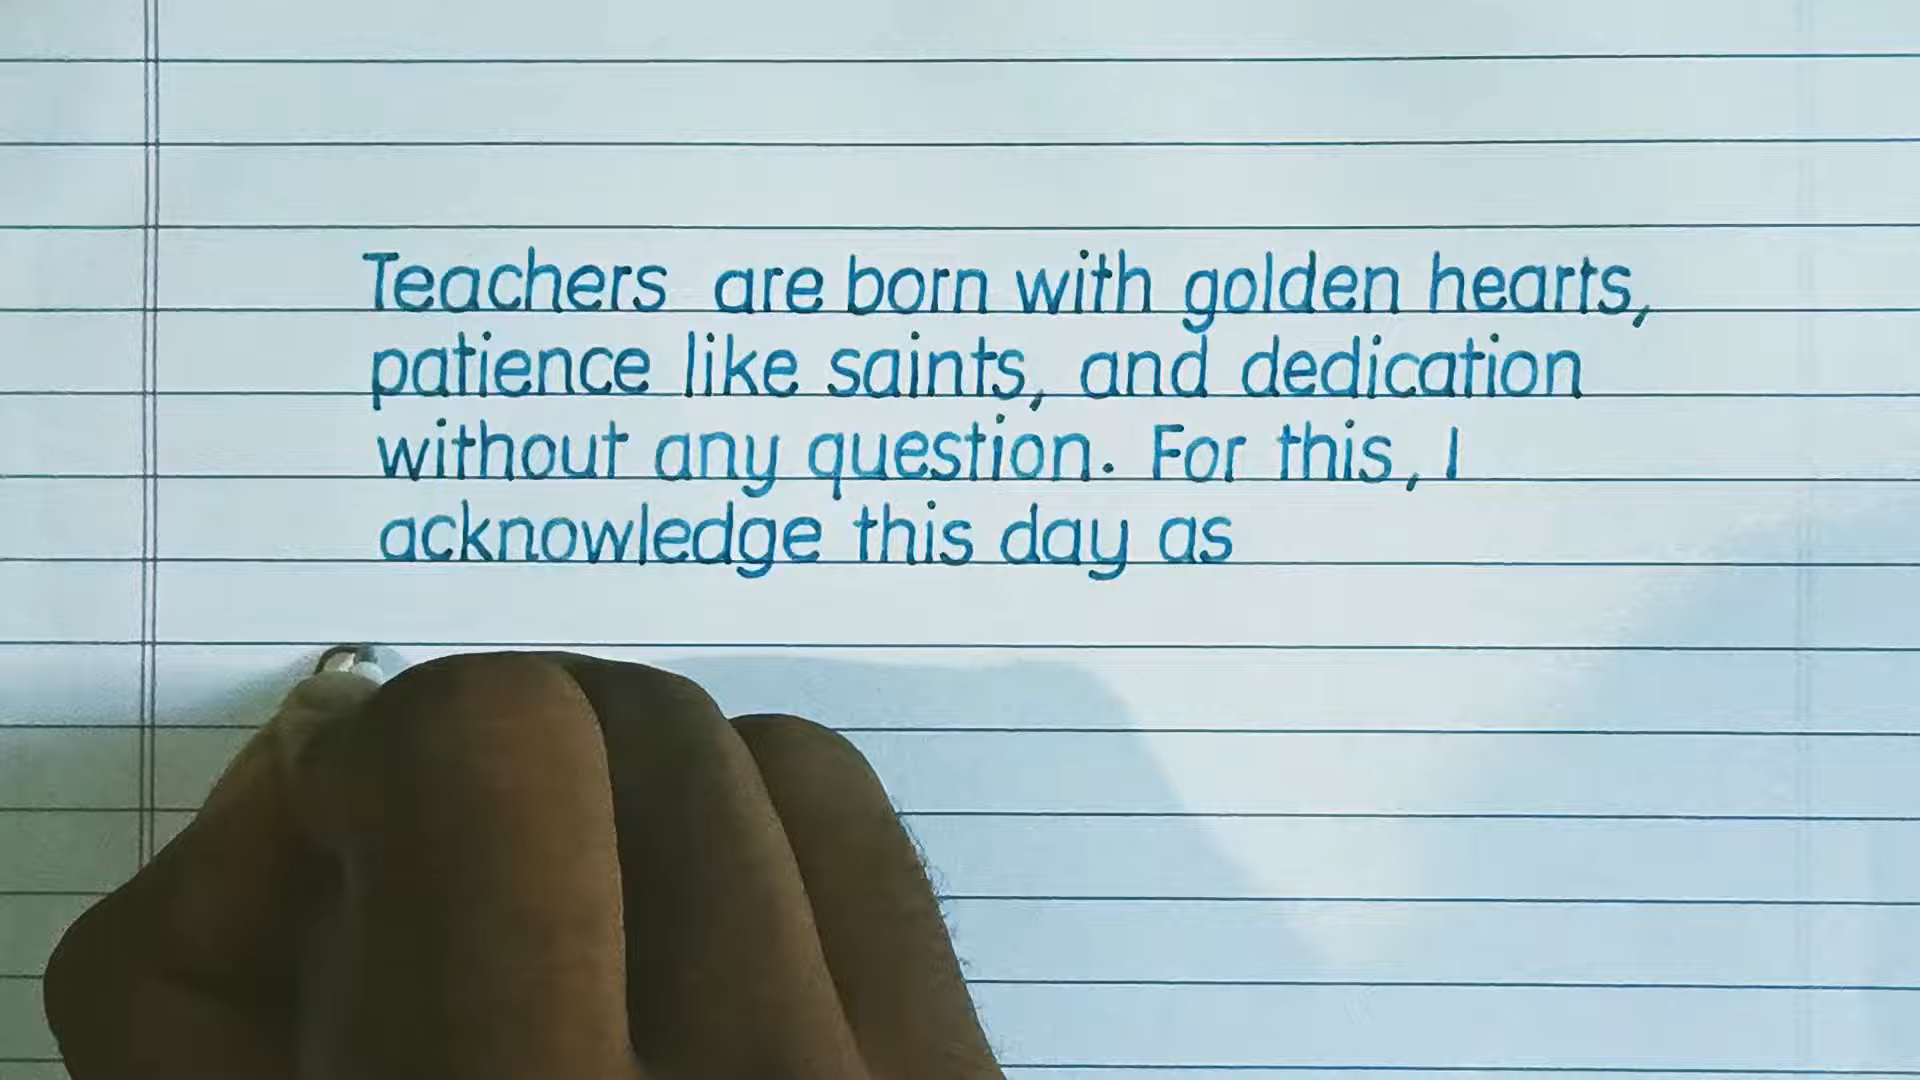 Teachers are born with golden hearts,
patience like saints, and dedication
without any question. For this, I
acknowledge this day as